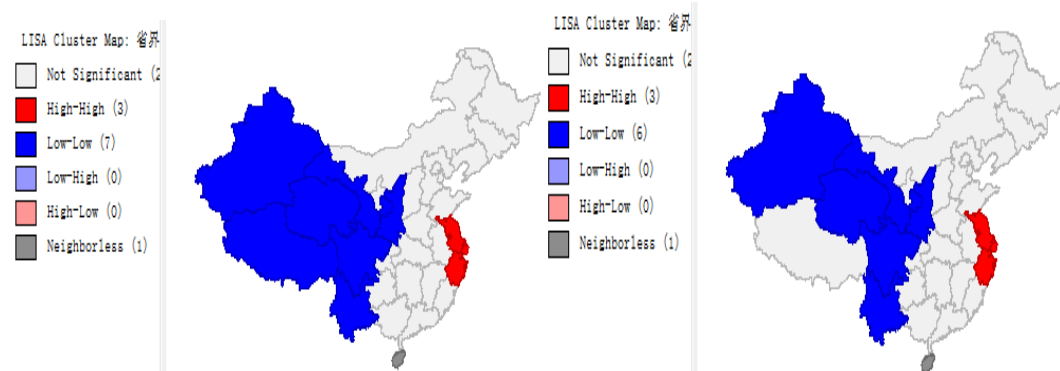 LISA Cluster Map: 省界
Not Significant (2
High-High (3)
Low-Low (7)
Low-High (0)
High-Low (0)
Neighborless (1)
LISA Cluster Map: 省界
Not Significant (2
High-High (3)
Low-Low (6)
Low-High (0)
High-Low (0)
Neighborless (1)